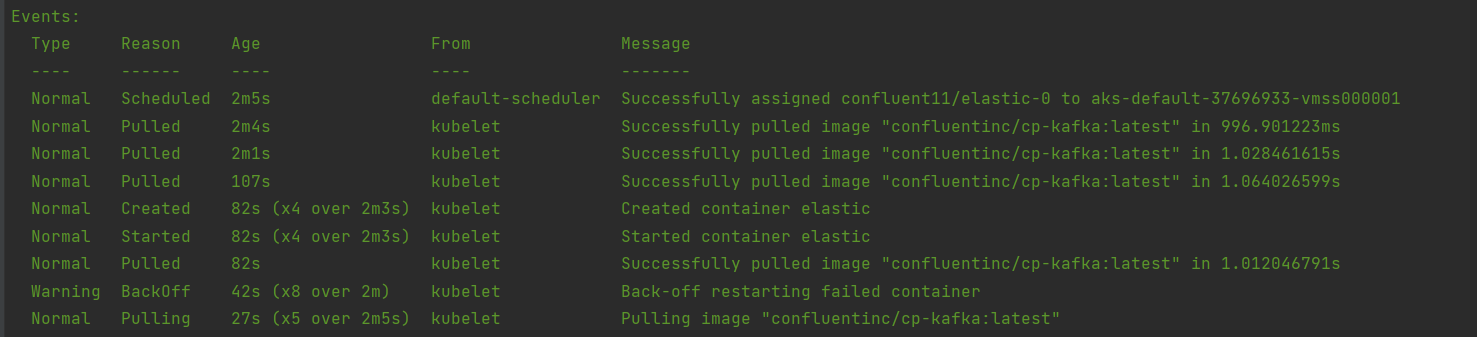 Events:
Type Reason Age From Message
---- ------ ---- ---- -------
Normal Scheduled 2m5s default-scheduler Successfully assigned confluent11/elastic-0 to aks-default-37696933-vmss000001
Normal Pulled 2m4s kubelet Successfully pulled image "confluentinc/cp-kafka:latest" in 996.901223ms
Normal Pulled 2m1s kubelet Successfully pulled image "confluentinc/cp-kafka:latest" in 1.028461615s
Normal Pulled 107s kubelet Successfully pulled image "confluentinc/cp-kafka:latest" in 1.064026599s
Normal Created 82s (x4 over 2m3s) kubelet Created container elastic
Normal Started 82s (x4 over 2m3s) kubelet Started container elastic
Normal Pulled 82s kubelet Successfully pulled image "confluentinc/cp-kafka:latest" in 1.012046791s
Warning BackOff 42s (x8 over 2m) kubelet Back-off restarting failed container
Normal Pulling 27s (x5 over 2m5s) kubelet Pulling image "confluentinc/cp-kafka:latest"